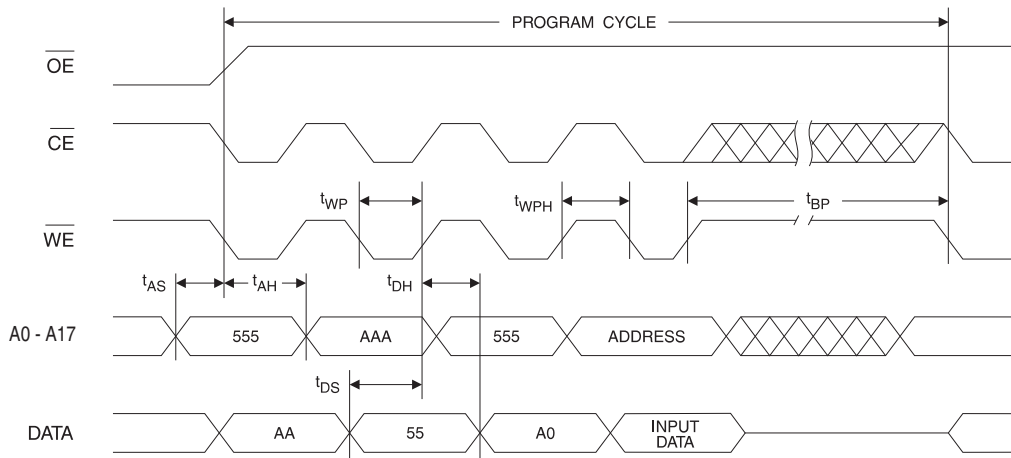 PROGRAM CYCLE
OE
CE
tWP
tWPH
tBP
WE
tAS
tAH
tDH
A0 - A17
555
AAA
555
ADDRESS
tDS
DATA
AA
55
A0
INPUT
DATA